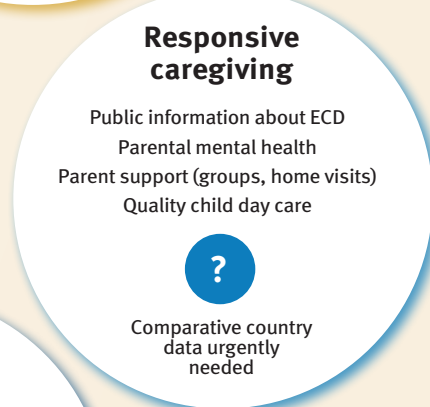 Responsive
caregiving
Public information about ECD
Parental mental health
Parent support (groups, home visits)
Quality child day care
?
Comparative country
data urgently
needed